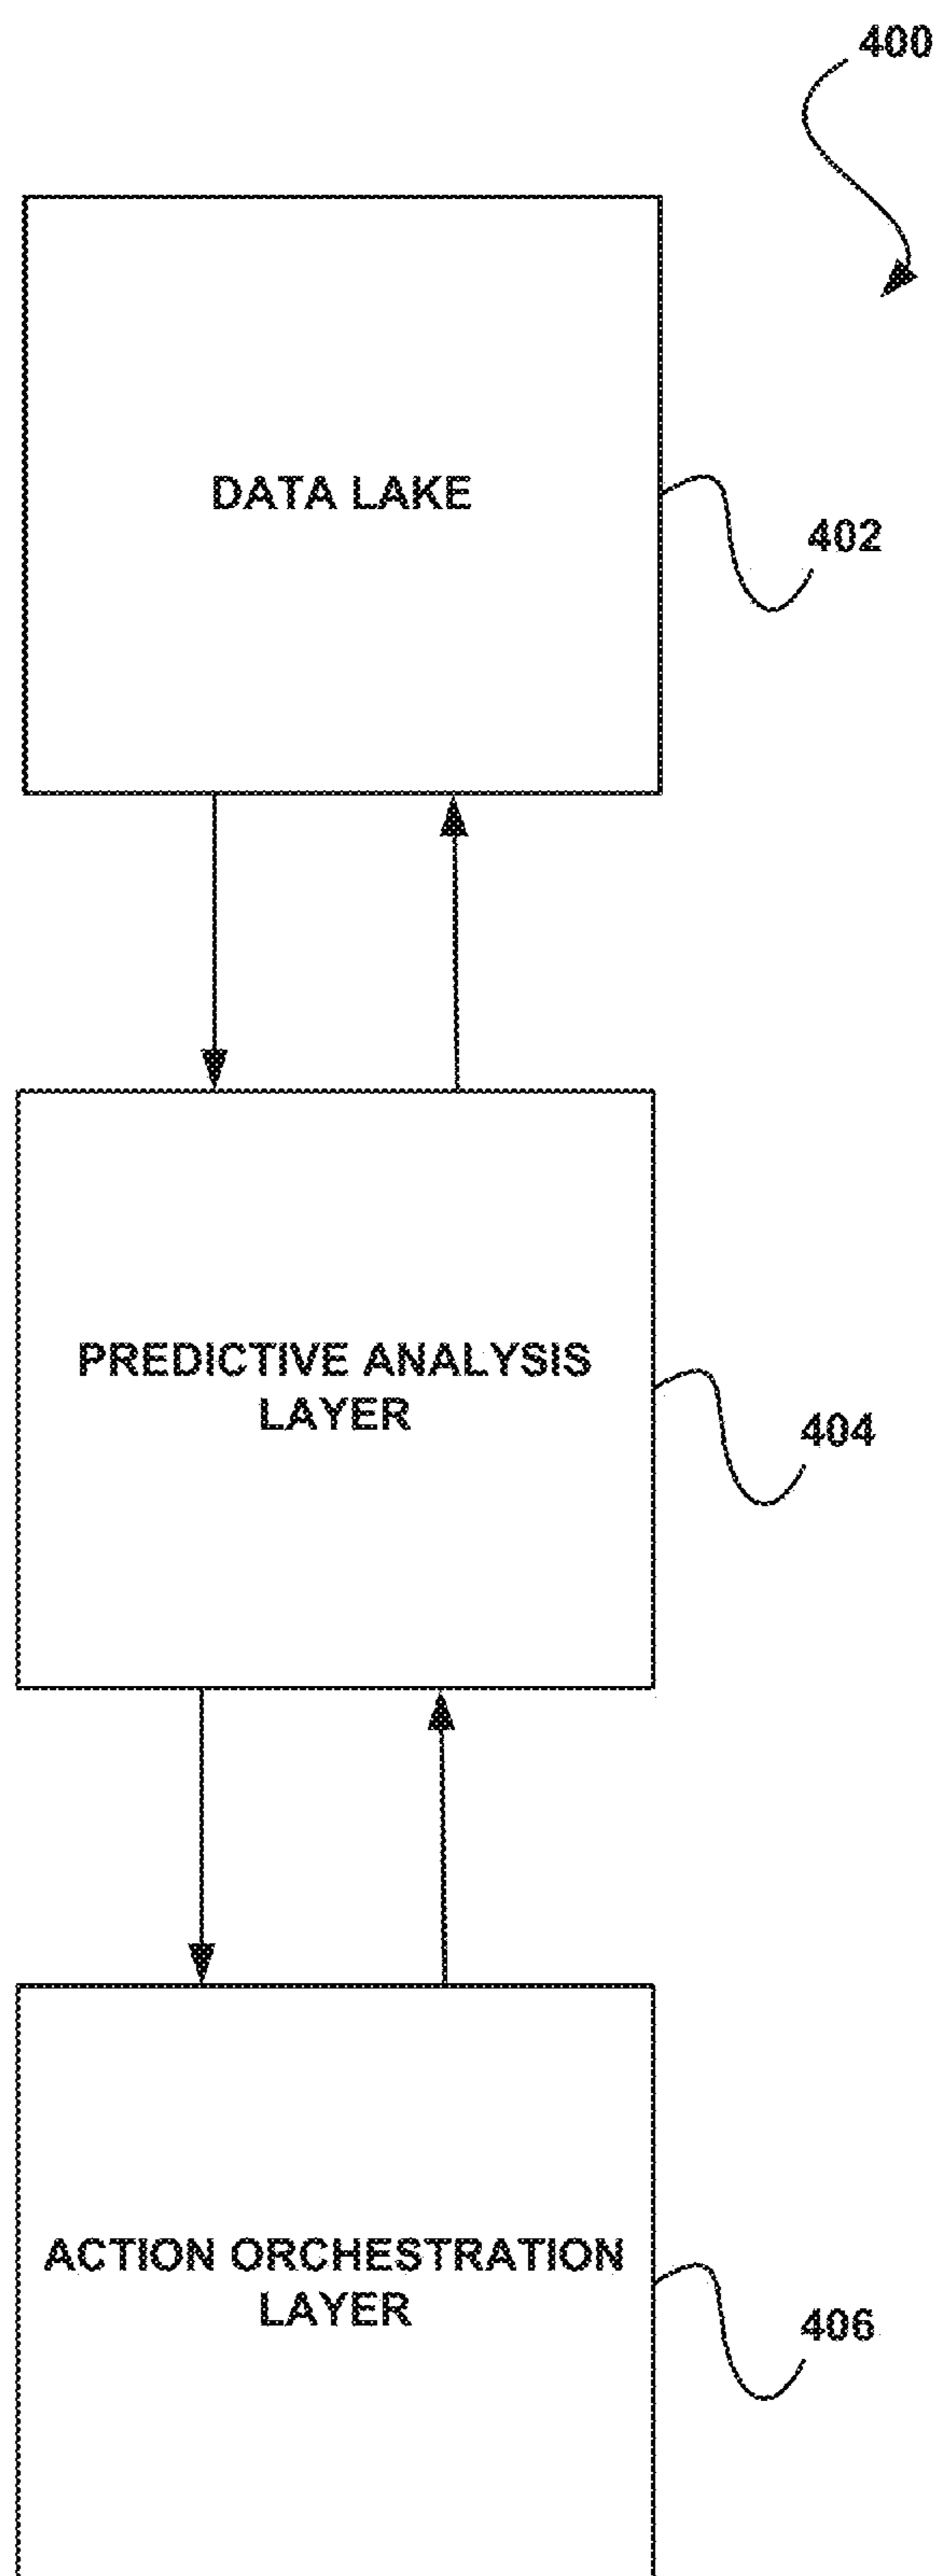 400
DATA LAKE
402
PREDICTIVE ANALYSIS
LAYER
404
ACTION ORCHESTRATION
LAYER
406